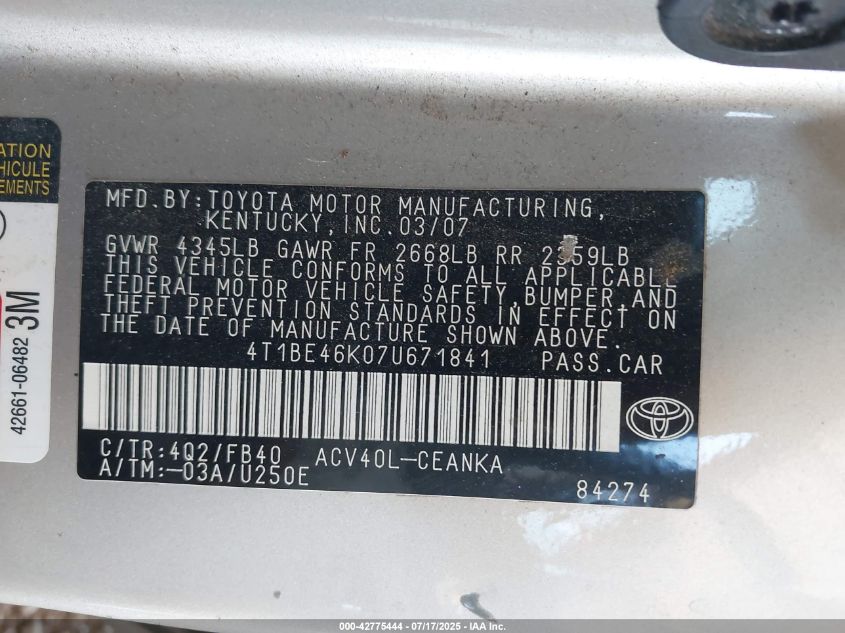 ATION
HICLE
EMENTS
42661-06482 3M
MFD.BY:TOYOTA MOTOR MANUFACTURING,
KENTUCKY, INC. 03/07
GVWR 4345LB GAWR FR 2668LB RR 2359LB
THIS VEHICLE CONFORMS TO ALL APPLICABLE
FEDERAL MOTOR VEHICLE SAFETY, BUMPER, AND
THEFT PREVENTION STANDARDS IN EFFECT ON
THE DATE OF MANUFACTURE SHOWN ABOVE.
4T1BE46K07U671841 PASS.CAR
C/TR:4Q2/FB40 ACV40L-CEANKA
A/TM:-03A/U250E
84274
000-42775444 / 07/17/2025 - IAA Inc.